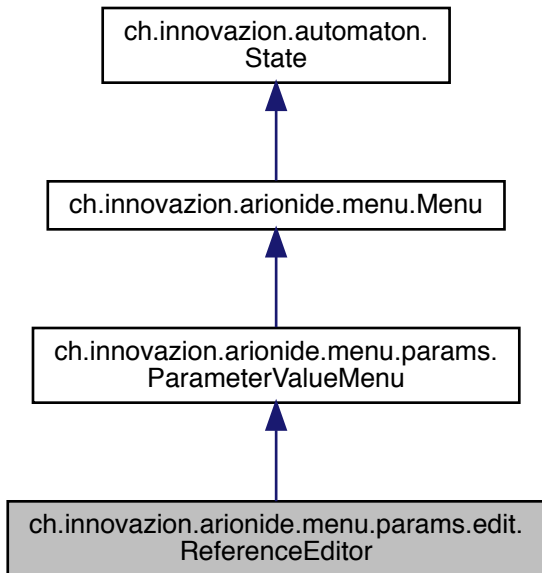 ch.innovazion.automaton.
State
ch.innovazion.arionide.menu.Menu
ch.innovazion.arionide.menu.params.
ParameterValueMenu
ch.innovazion.arionide.menu.params.edit.
ReferenceEditor